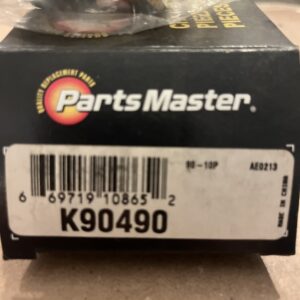 QUALITY REPLACEMENT PARTS
PartsMaster.
90-10P
AE0213
6 69719 10865 2
K90490
MADE IN CHINA